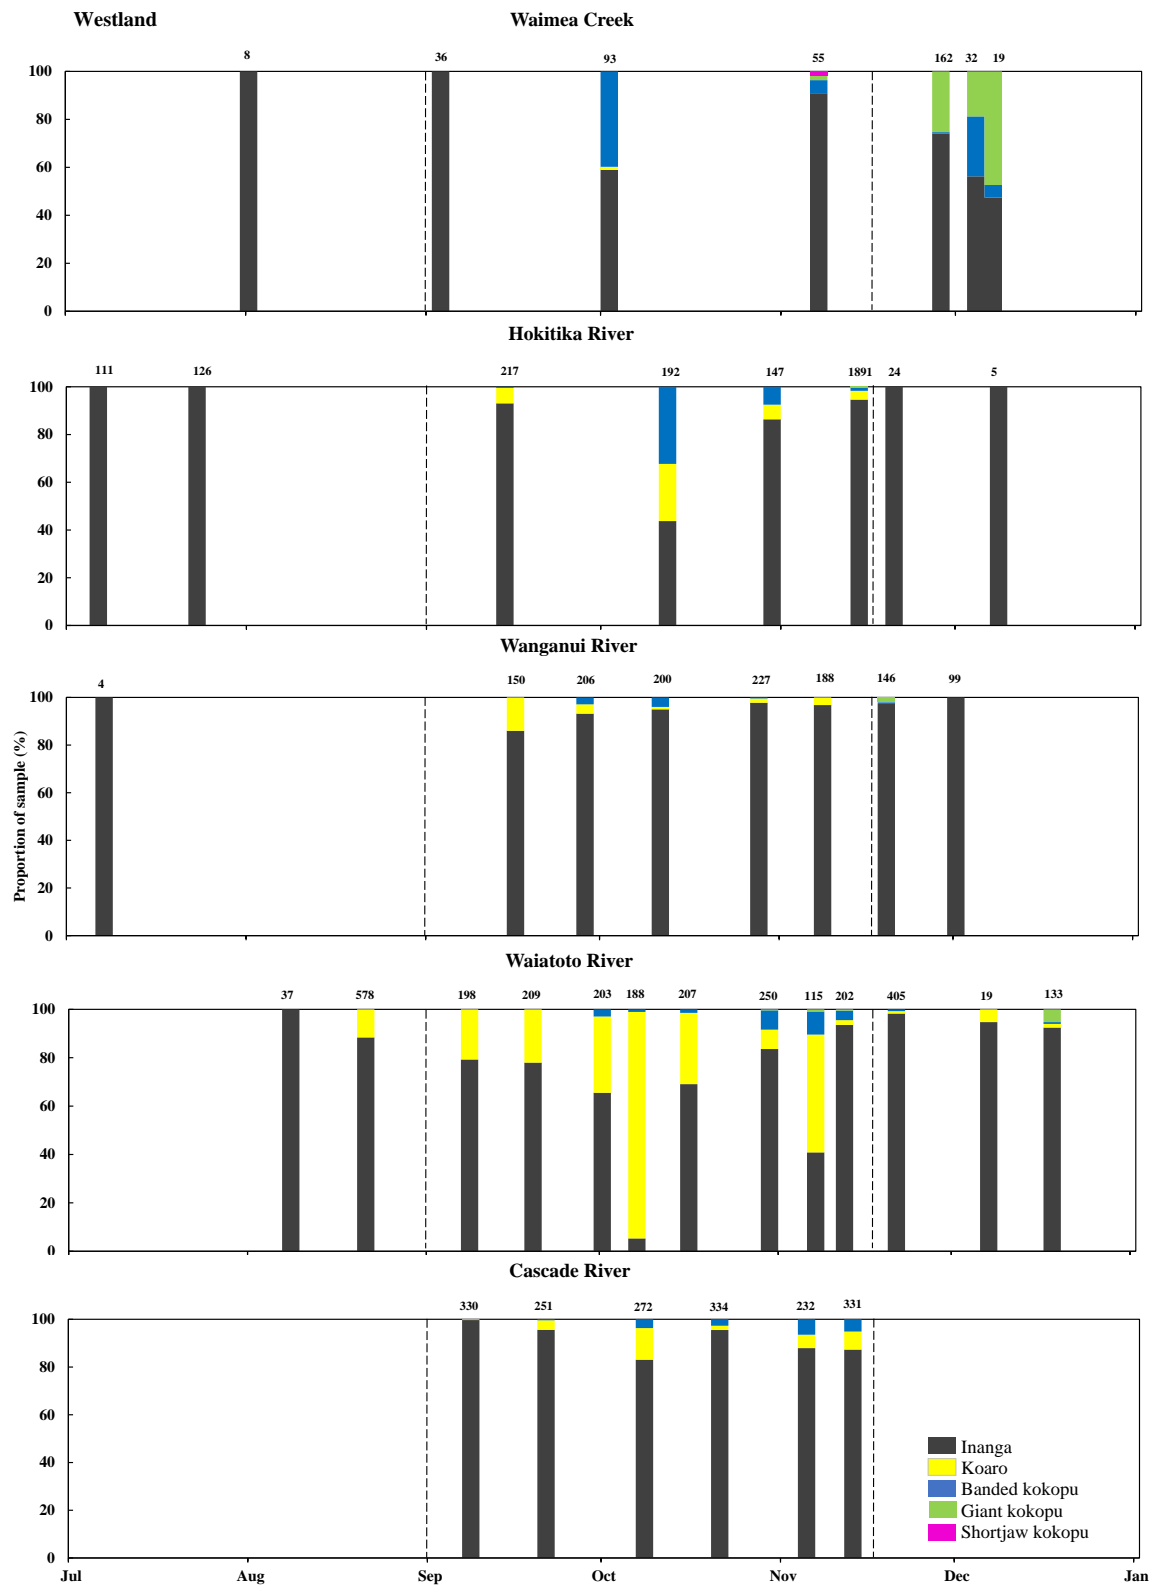 Westland
Waimea Creek
8 36 93 55 162 32 19
100
80
60
40
20
0
Hokitika River
111 126 217 192 147 1891 24 5
100
80
60
40
20
0
Wanganui River
4 150 206 200 227 188 146 99
100
80
60
40
20
0
Proportion of sample (%)
Waiatoto River
37 578 198 209 203 188 207 250 115 202 405 19 133
100
80
60
40
20
0
Cascade River
330 251 272 334 232 331
100
80
60
40
20
0
Inanga
Koaro
Banded kokopu
Giant kokopu
Shortjaw kokopu
Jul Aug Sep Oct Nov Dec Jan